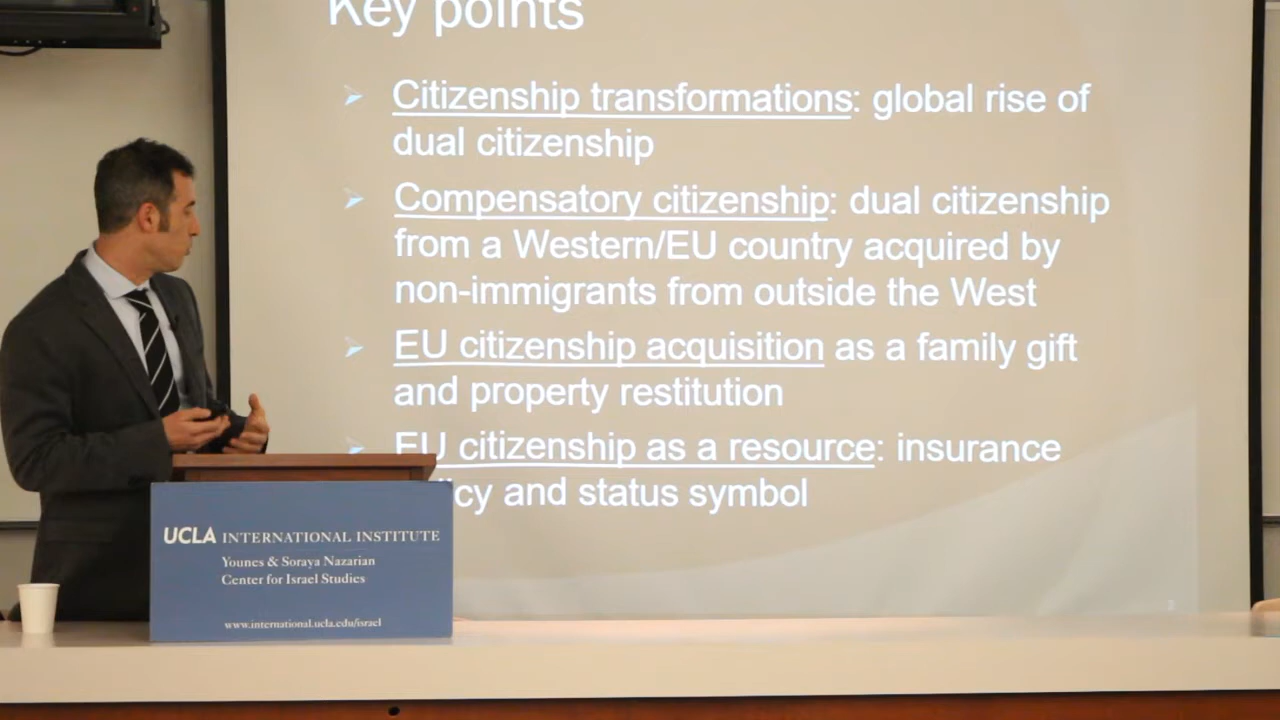 Key points
Citizenship transformations: global rise of
dual citizenship
Compensatory citizenship: dual citizenship
from a Western/EU country acquired by
non-immigrants from outside the West
EU citizenship acquisition as a family gift
and property restitution
EU citizenship as a resource: insurance
cy and status symbol
UCLA INTERNATIONAL INSTITUTE
Younes & Soraya Nazarian
Center for Israel Studies
www.international.ucla.edu/israel